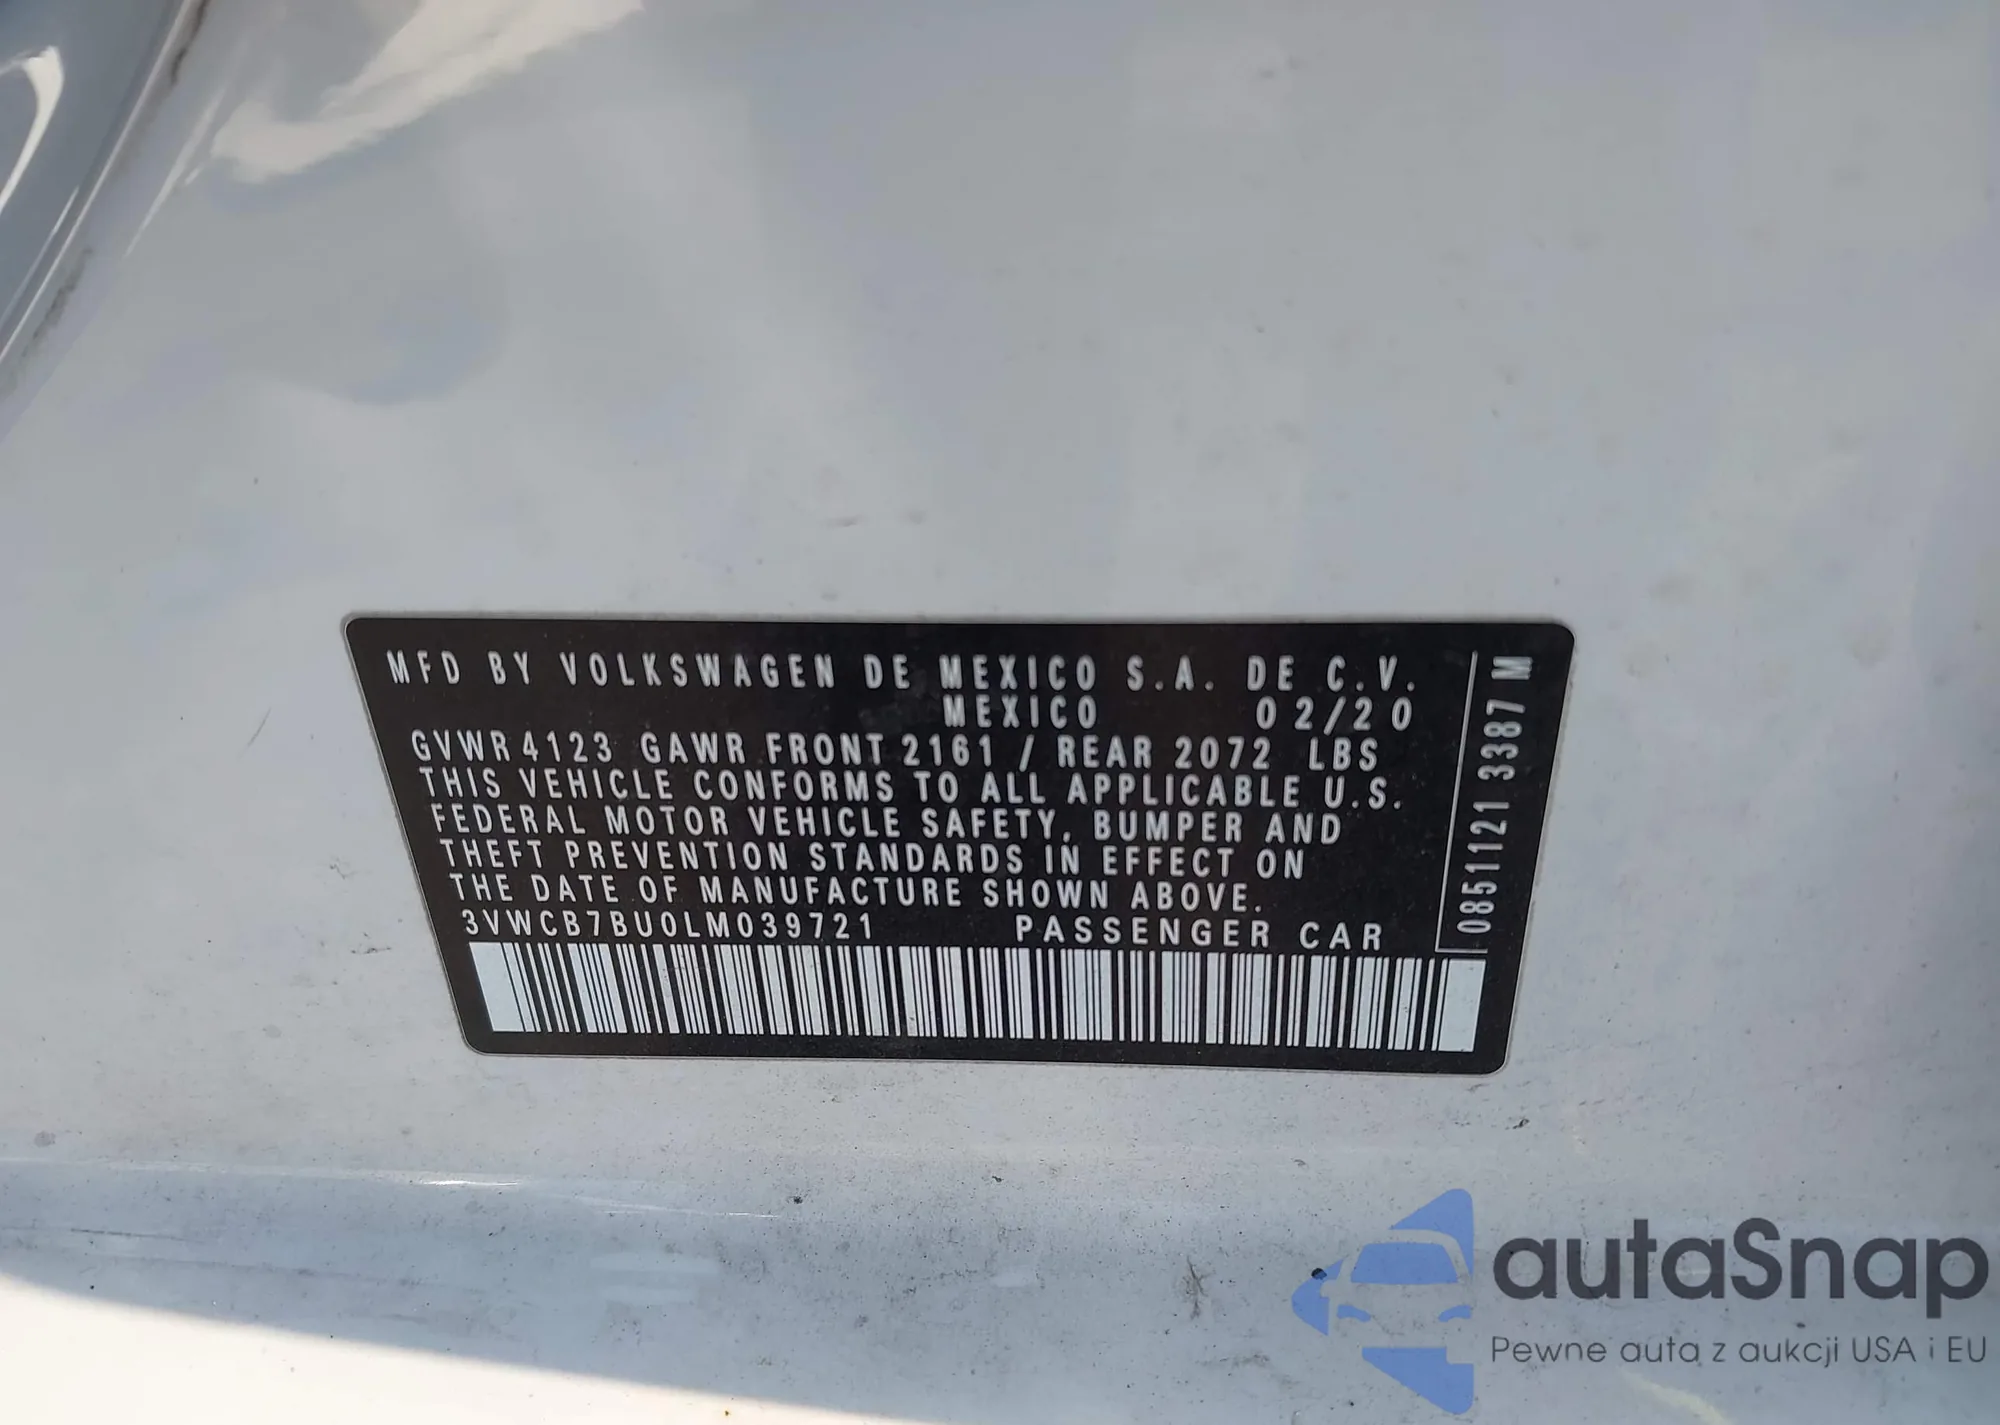 MFD BY VOLKSWAGEN DE MEXICO S.A. DE C.V.
MEXICO 02/20
GVWR 4123 GAWR FRONT 2161 / REAR 2072 LBS
THIS VEHICLE CONFORMS TO ALL APPLICABLE U.S.
FEDERAL MOTOR VEHICLE SAFETY, BUMPER AND
THEFT PREVENTION STANDARDS IN EFFECT ON
THE DATE OF MANUFACTURE SHOWN ABOVE.
3VWCB7BU0LM039721 PASSENGER CAR
0851121 3387 M
autaSnap
Pewne auta z aukcji USA i EU